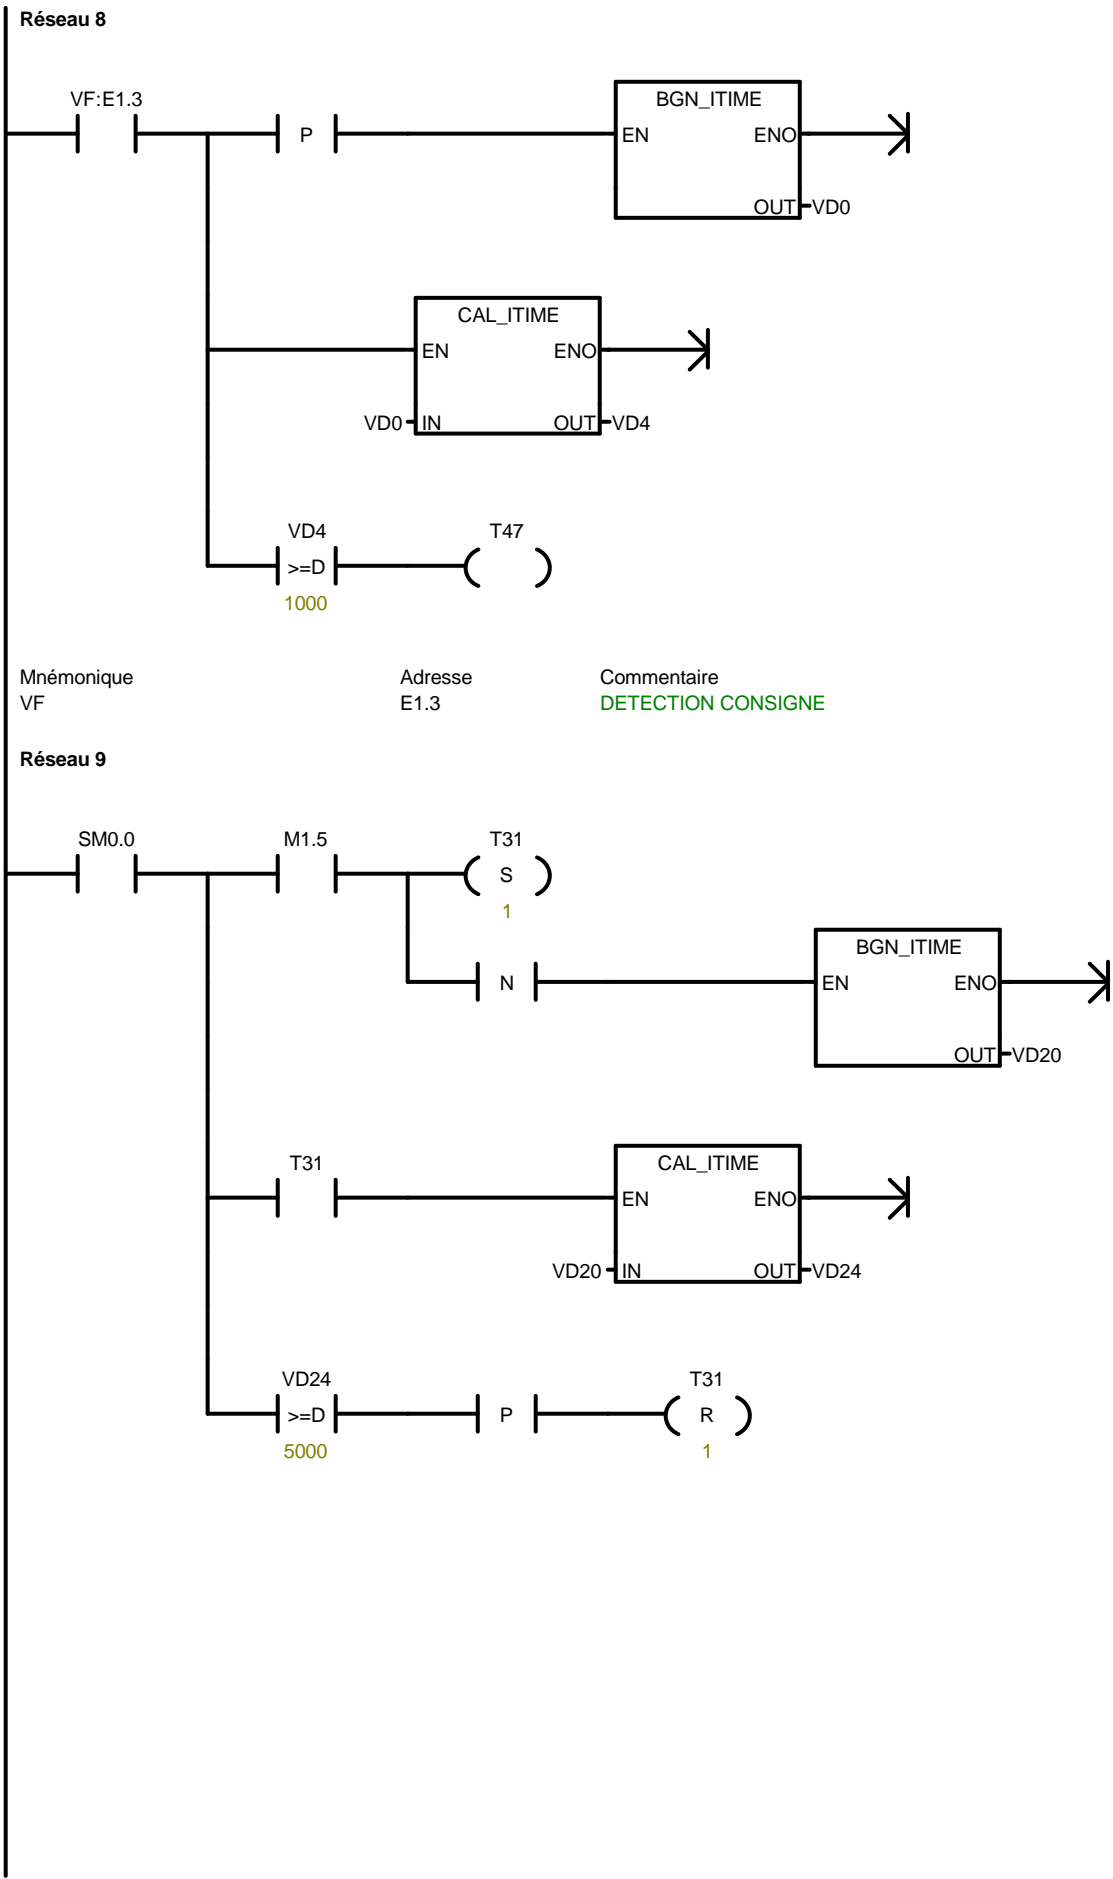 Réseau 8
VF:E1.3
P
BGN_ITIME
EN ENO
OUT VD0
CAL_ITIME
EN ENO
VD0 IN OUT VD4
VD4 T47
>=D
1000
Mnémonique Adresse Commentaire
VF E1.3 DETECTION CONSIGNE
Réseau 9
SM0.0 M1.5 T31
S
1
BGN_ITIME
N EN ENO
OUT VD20
T31 CAL_ITIME
EN ENO
VD20 IN OUT VD24
VD24 T31
>=D P R
5000 1